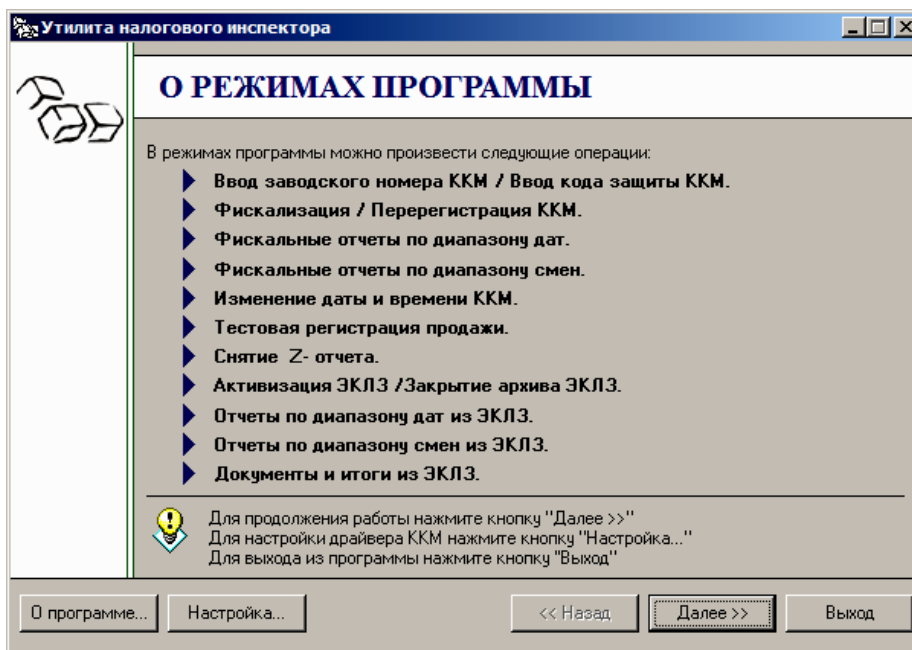 Утилита налогового инспектора
О РЕЖИМАХ ПРОГРАММЫ
В режимах программы можно произвести следующие операции:
Ввод заводского номера ККМ / Ввод кода защиты ККМ.
Фискализация / Перерегистрация ККМ.
Фискальные отчеты по диапазону дат.
Фискальные отчеты по диапазону смен.
Изменение даты и времени ККМ.
Тестовая регистрация продажи.
Снятие Z- отчета.
Активизация ЭКЛЗ /Закрытие архива ЭКЛЗ.
Отчеты по диапазону дат из ЭКЛЗ.
Отчеты по диапазону смен из ЭКЛЗ.
Документы и итоги из ЭКЛЗ.
Для продолжения работы нажмите кнопку "Далее >>"
Для настройки драйвера ККМ нажмите кнопку "Настройка..."
Для выхода из программы нажмите кнопку "Выход"
О программе... Настройка... << Назад Далее >> Выход